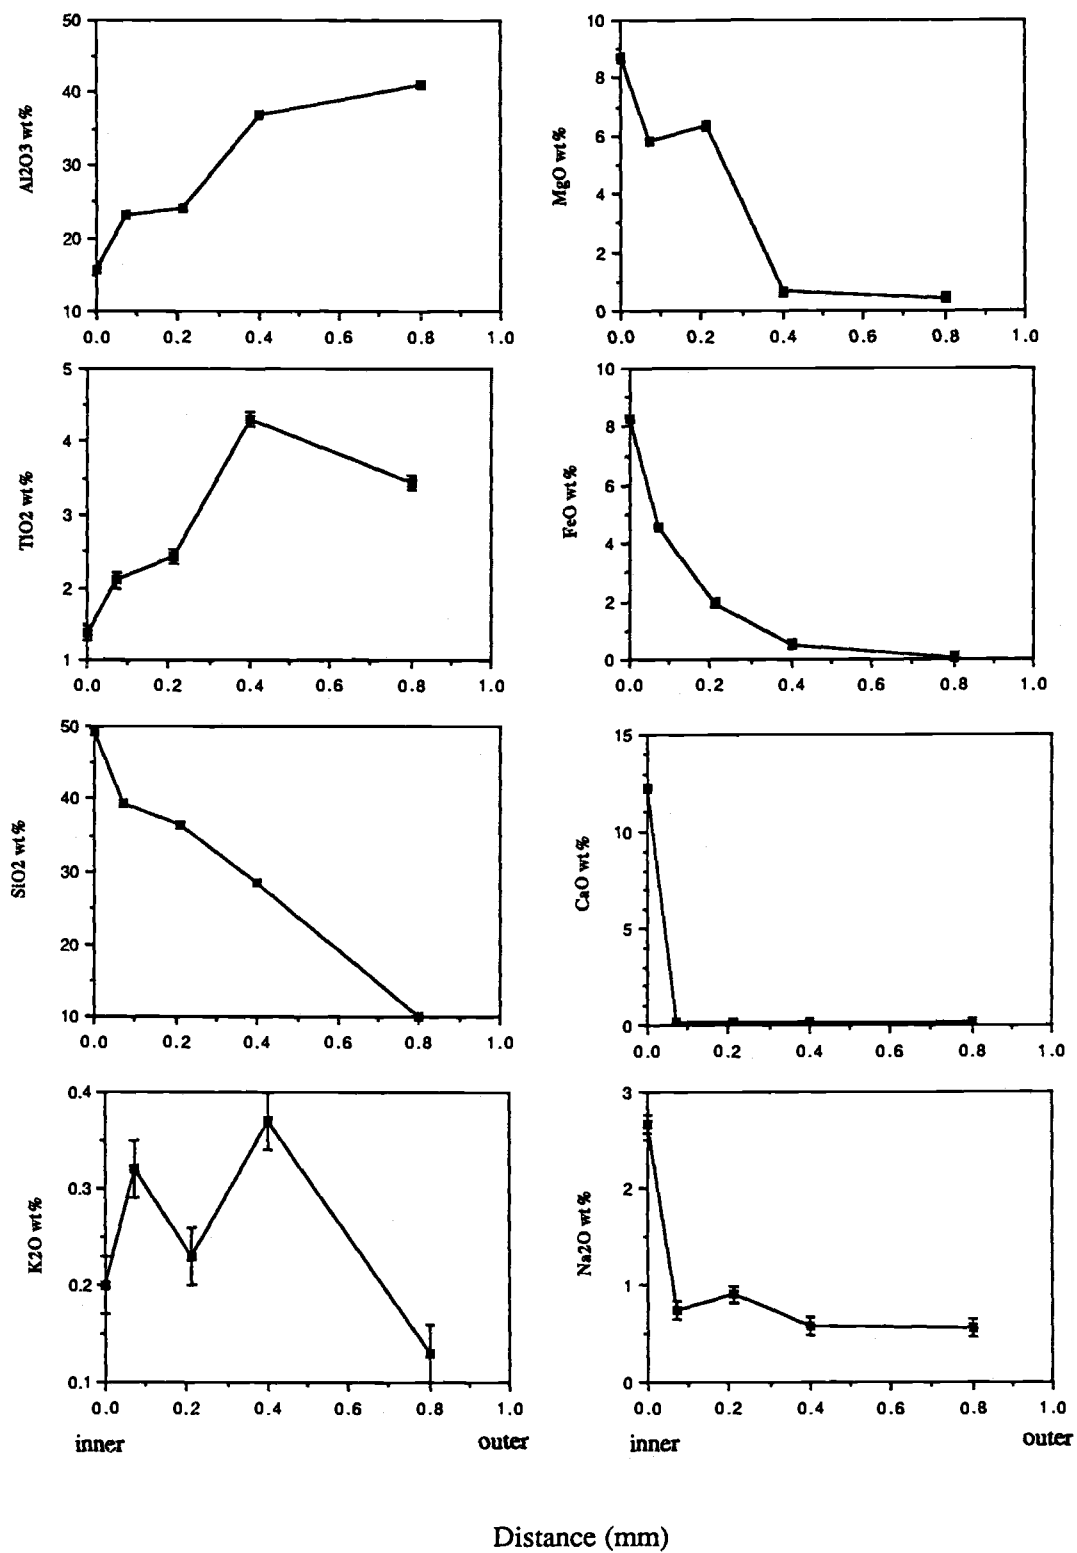 Al2O3 wt%
50
40
30
20
10
0.0 0.2 0.4 0.6 0.8 1.0
MgO wt%
10
8
6
4
2
0
0.0 0.2 0.4 0.6 0.8 1.0
TiO2 wt%
5
4
3
2
1
0.0 0.2 0.4 0.6 0.8 1.0
FeO wt%
10
8
6
4
2
0
0.0 0.2 0.4 0.6 0.8 1.0
SiO2 wt%
50
40
30
20
10
0.0 0.2 0.4 0.6 0.8 1.0
CaO wt%
15
10
5
0
0.0 0.2 0.4 0.6 0.8 1.0
K2O wt%
0.4
0.3
0.2
0.1
0.0 0.2 0.4 0.6 0.8 1.0
inner outer
Na2O wt%
3
2
1
0
0.0 0.2 0.4 0.6 0.8 1.0
inner outer
Distance (mm)